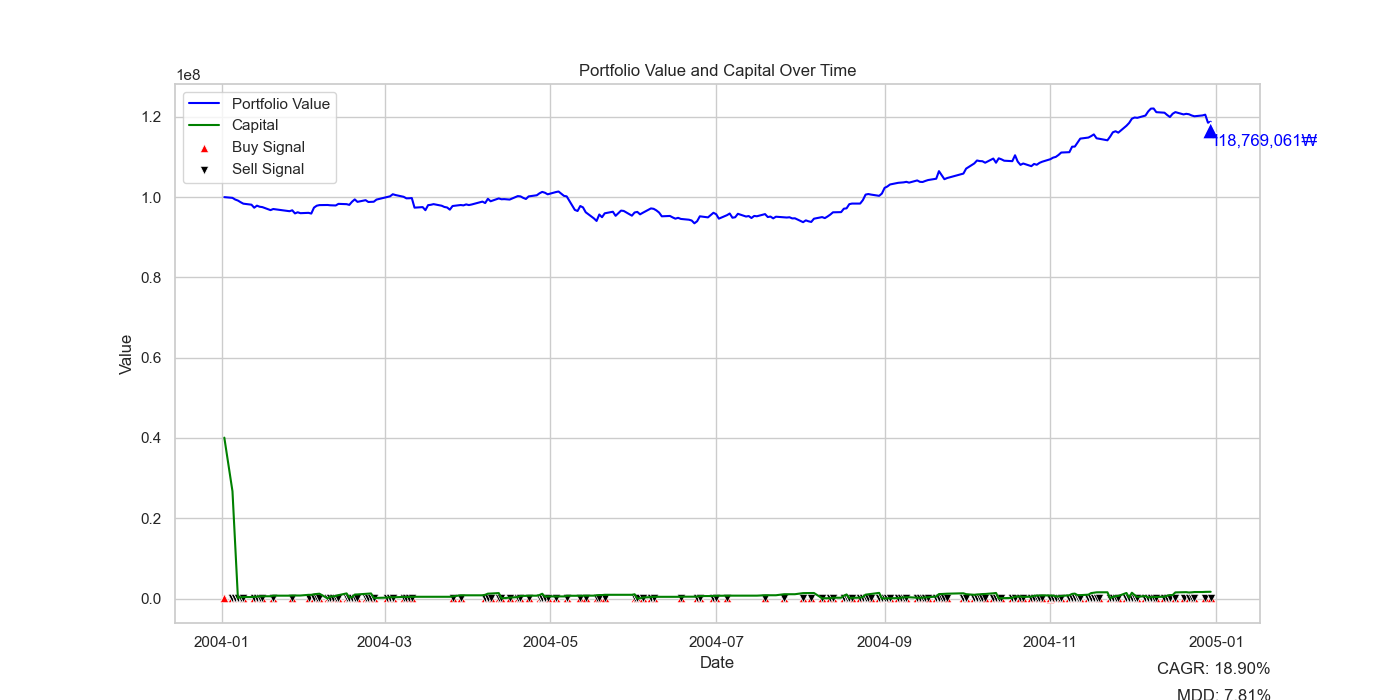 Portfolio Value and Capital Over Time
1e8
Portfolio Value
Capital
Buy Signal
Sell Signal
1.2
1.0
0.8
0.6
0.4
0.2
0.0
Value
118,769,061₩
2004-01
2004-03
2004-05
2004-07
2004-09
2004-11
2005-01
Date
CAGR: 18.90%
MDD: 7.81%